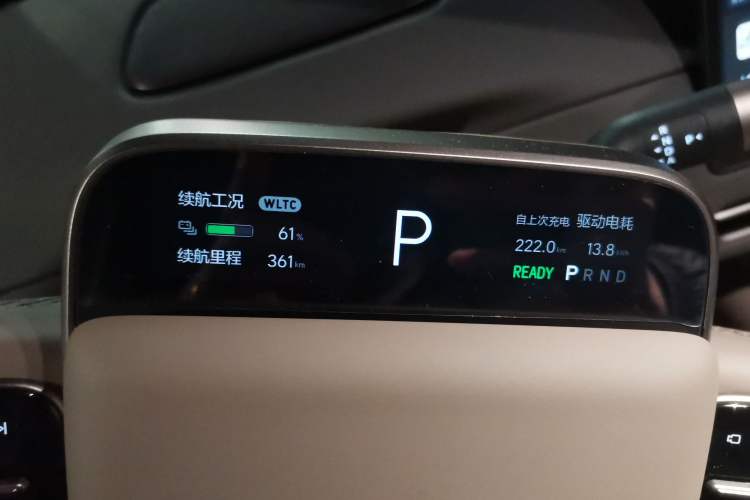 续航工况 WLTC
61%
续航里程 361km
P
自上次充电 驱动电耗
222.0km 13.8kWh
READY P R N D
P
R
N
D